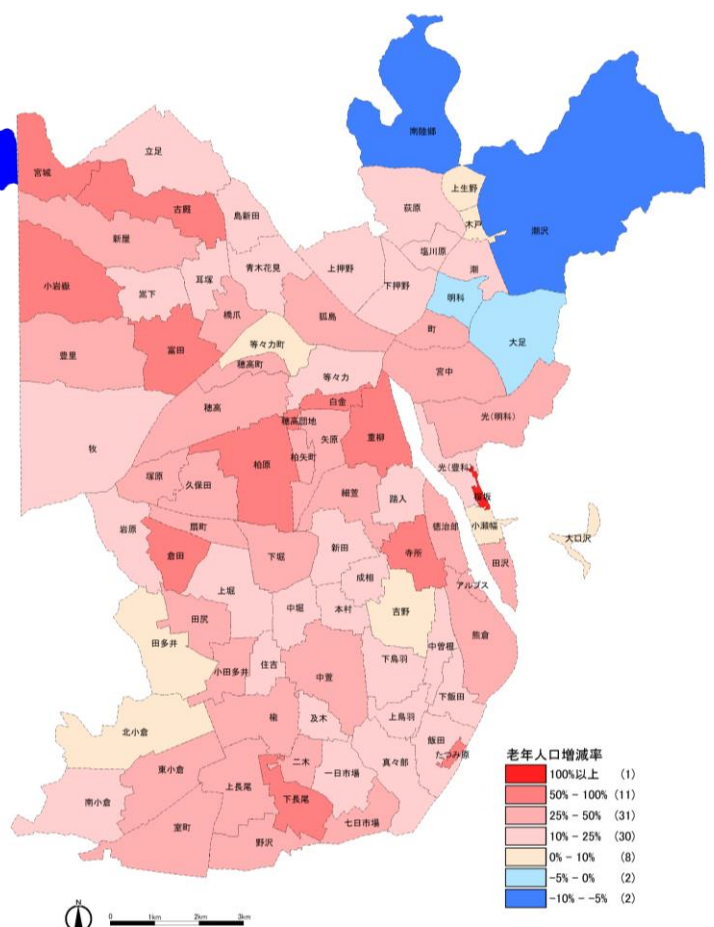 南陸郷
立足
宮城
上生野
古厩
荻原
鳥新田
木戸
潮沢
新屋
塩川原
青木花見
上押野
潮
耳塚
下押野
小岩嶽
嵩下
明科
橋爪
狐島
町
大足
等々力町
富田
豊里
穂高町
宮中
等々力
白金
穂高
光(明科)
穂高団地
重柳
矢原
牧
柏原
柏矢町
光(豊科)
塚原
久保田
細萱
踏入
桜坂
岩原
扇町
徳治郎
小瀬幅
大口沢
新田
寺所
倉田
下堀
田沢
成相
アルプス
上堀
中堀
本村
吉野
田尻
熊倉
田多井
中曽根
下鳥羽
住吉
小田多井
中萱
下飯田
楡
及木
上鳥羽
北小倉
飯田
たつみ原
二木
真々部
東小倉
一日市場
上長尾
南小倉
下長尾
七日市場
室町
野沢
老年人口増減率
100%以上 (1)
50% - 100% (11)
25% - 50% (31)
10% - 25% (30)
0% - 10% (8)
-5% - 0% (2)
-10% - -5% (2)
N
0 1km 2km 3km